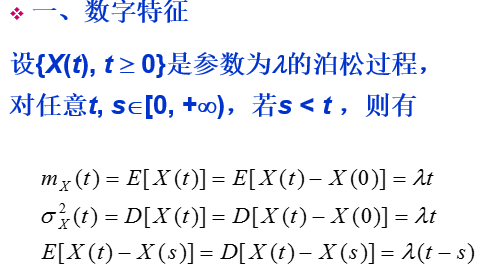 ❖ 一、数字特征
设{X(t), t ≥ 0}是参数为λ的泊松过程，
对任意t, s∈[0, +∞)，若s < t ，则有
m_X(t) = E[X(t)] = E[X(t) − X(0)] = λt
σ_X^2(t) = D[X(t)] = D[X(t) − X(0)] = λt
E[X(t) − X(s)] = D[X(t) − X(s)] = λ(t − s)